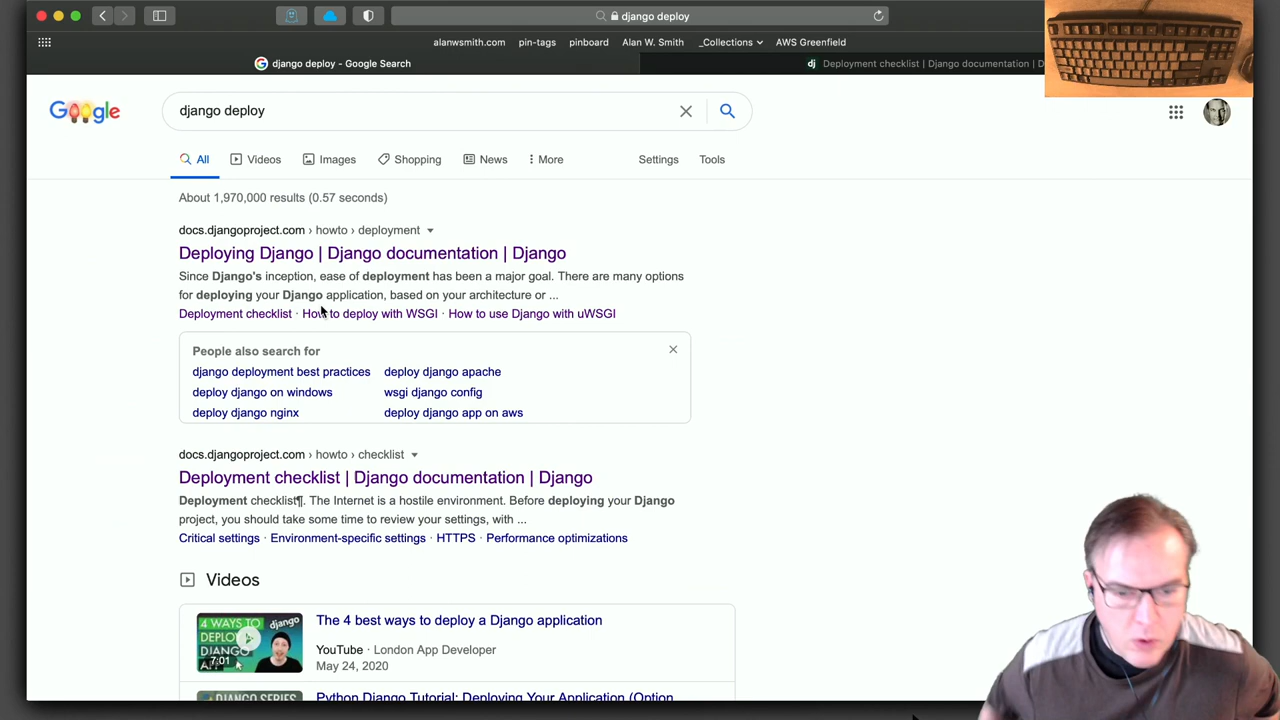 django deploy
alanwsmith.com pin-tags pinboard Alan W. Smith _Collections AWS Greenfield
django deploy - Google Search
dj Deployment checklist | Django documentation | D
Google
django deploy
All Videos Images Shopping News More Settings Tools
About 1,970,000 results (0.57 seconds)
docs.djangoproject.com › howto › deployment
Deploying Django | Django documentation | Django
Since Django's inception, ease of deployment has been a major goal. There are many options
for deploying your Django application, based on your architecture or ...
Deployment checklist · How to deploy with WSGI · How to use Django with uWSGI
People also search for
django deployment best practices deploy django apache
deploy django on windows wsgi django config
deploy django nginx deploy django app on aws
docs.djangoproject.com › howto › checklist
Deployment checklist | Django documentation | Django
Deployment checklist¶. The Internet is a hostile environment. Before deploying your Django
project, you should take some time to review your settings, with ...
Critical settings · Environment-specific settings · HTTPS · Performance optimizations
Videos
4 WAYS TO django
DEPLOY
DJANGO
7:01
The 4 best ways to deploy a Django application
YouTube · London App Developer
May 24, 2020
DJANGO SERIES
Python Django Tutorial: Deploying Your Application (Option